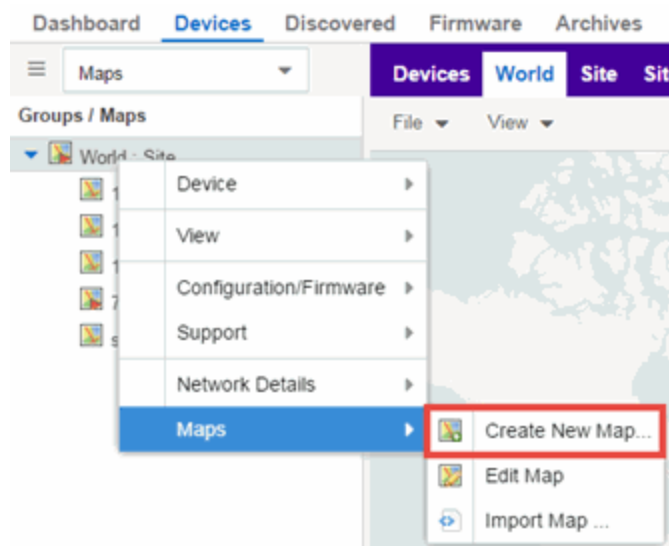 Dashboard Devices Discovered Firmware Archives
Maps Devices World Site Sit
Groups / Maps File View
World : Site
Device
View
Configuration/Firmware
Support
Network Details
Maps Create New Map...
Edit Map
Import Map ...